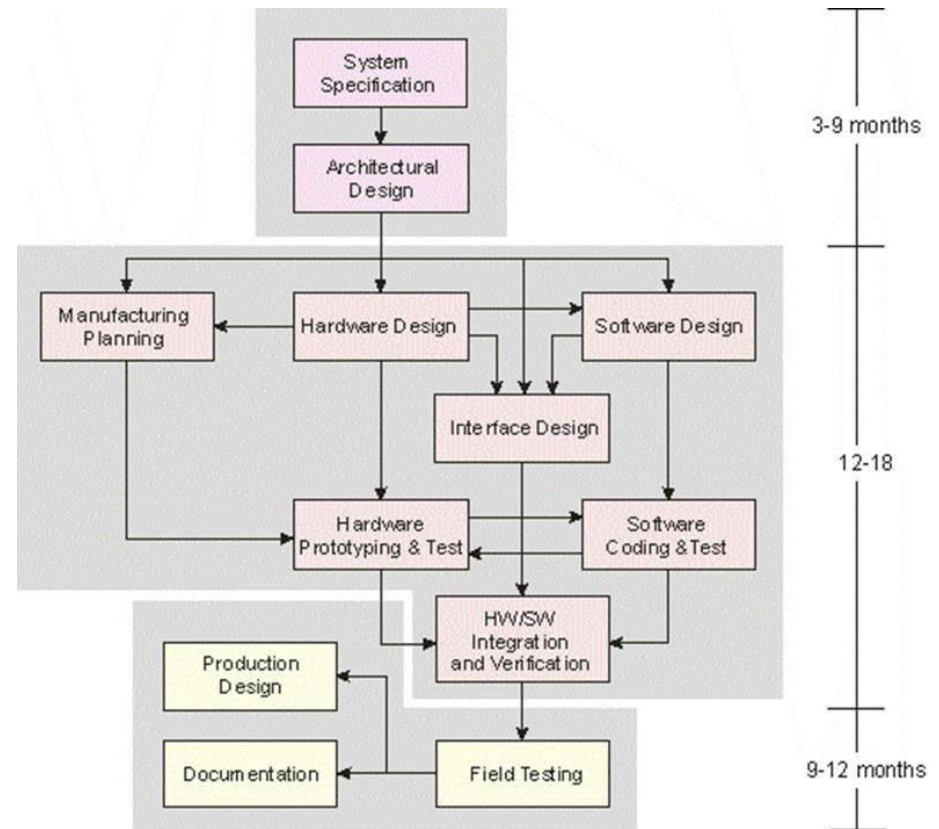 System
Specification
3-9 months
Architectural
Design
Manufacturing
Planning
Hardware Design
Software Design
Interface Design
12-18
Hardware
Prototyping & Test
Software
Coding &Test
HW/SW
Integration
and Verification
Production
Design
Documentation
Field Testing
9-12 months